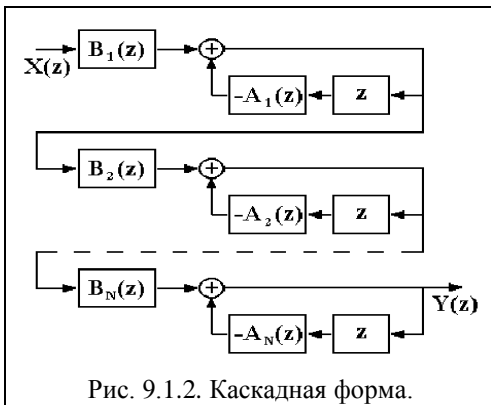 B₁(z)
X(z)
-A₁(z) z
B₂(z)
-A₂(z) z
B_N(z)
Y(z)
-A_N(z) z
Рис. 9.1.2. Каскадная форма.